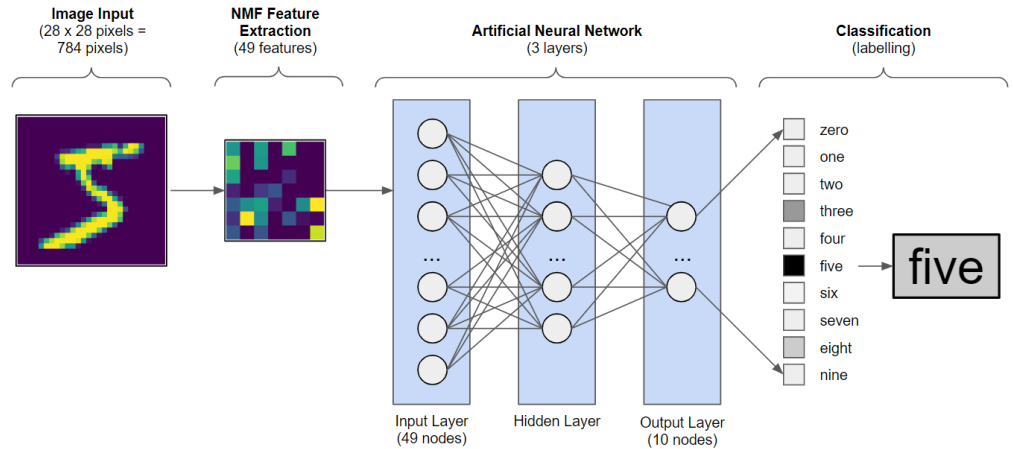 Image Input
(28 x 28 pixels =
784 pixels)
NMF Feature
Extraction
(49 features)
Artificial Neural Network
(3 layers)
Classification
(labelling)
...
...
...
zero
one
two
three
four
five
six
seven
eight
nine
five
Input Layer
(49 nodes)
Hidden Layer
Output Layer
(10 nodes)